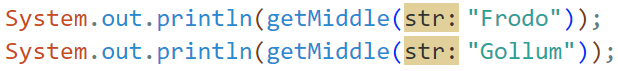 System.out.println(getMiddle(str: "Frodo"));
System.out.println(getMiddle(str: "Gollum"));